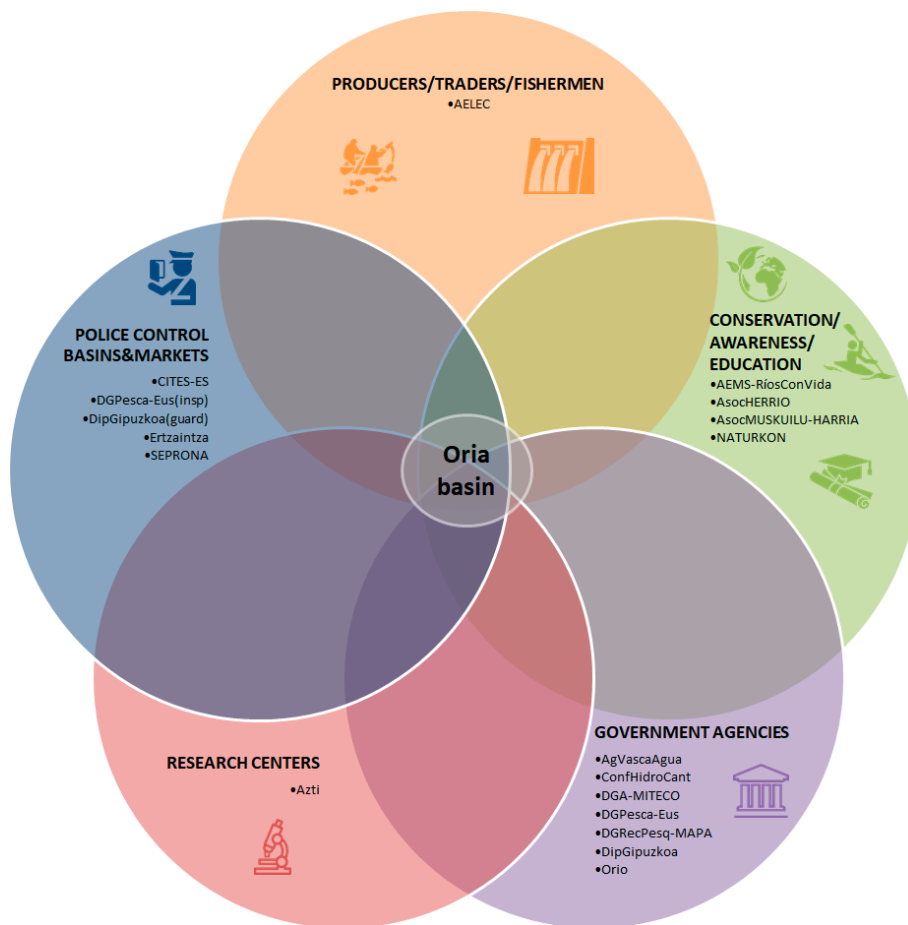 PRODUCERS/TRADERS/FISHERMEN
•AELEC
POLICE CONTROL
BASINS&MARKETS
•CITES-ES
•DGPesca-Eus(insp)
•DipGipuzkoa(guard)
•Ertzaintza
•SEPRONA
CONSERVATION/
AWARENESS/
EDUCATION
•AEMS-RíosConVida
•AsocHERRIO
•AsocMUSKUILU-HARRIA
•NATURKON
Oria
basin
RESEARCH CENTERS
•Azti
GOVERNMENT AGENCIES
•AgVascaAgua
•ConfHidroCant
•DGA-MITECO
•DGPesca-Eus
•DGRecPesq-MAPA
•DipGipuzkoa
•Orio